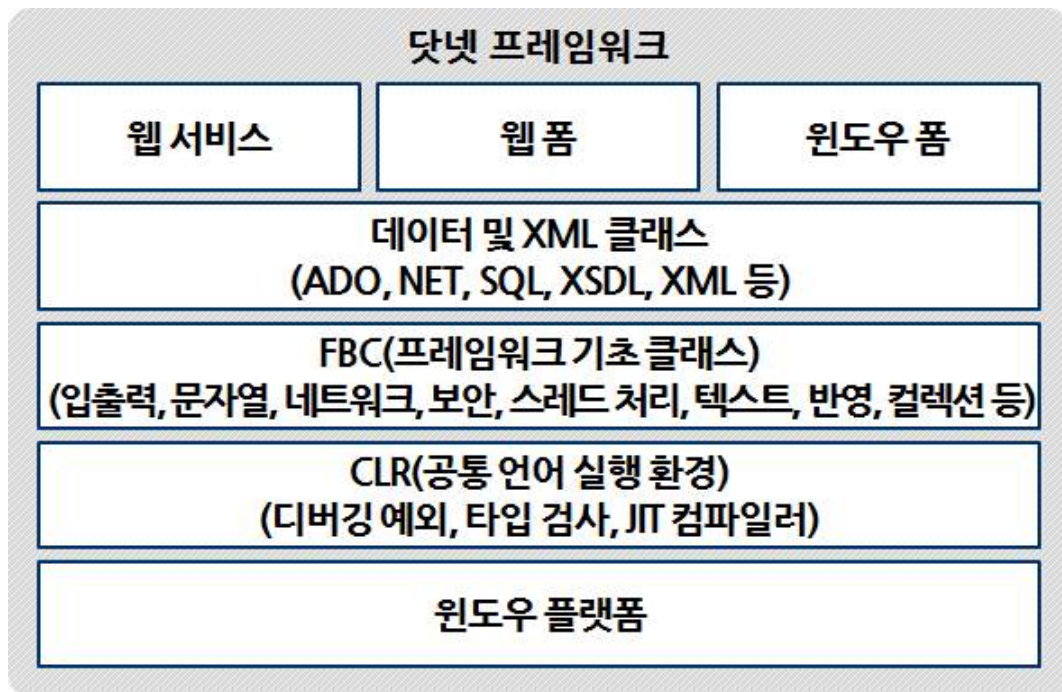 닷넷 프레임워크
웹 서비스
웹 폼
윈도우 폼
데이터 및 XML 클래스
(ADO, NET, SQL, XSDL, XML 등)
FBC(프레임워크 기초 클래스)
(입출력, 문자열, 네트워크, 보안, 스레드 처리, 텍스트, 반영, 컬렉션 등)
CLR(공통 언어 실행 환경)
(디버깅 예외, 타입 검사, JIT 컴파일러)
윈도우 플랫폼